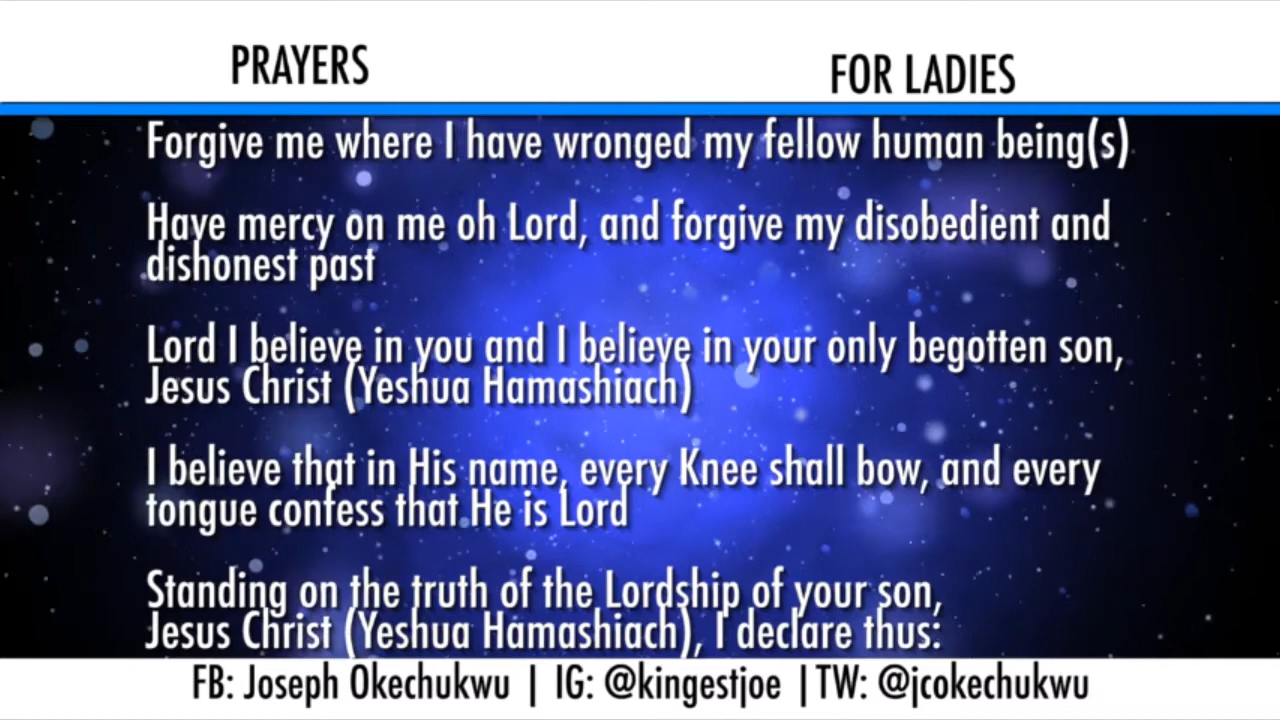 PRAYERS
FOR LADIES
Forgive me where I have wronged my fellow human being(s)
Have mercy on me oh Lord, and forgive my disobedient and
dishonest past
Lord I believe in you and I believe in your only begotten son,
Jesus Christ (Yeshua Hamashiach)
I believe that in His name, every Knee shall bow, and every
tongue confess that He is Lord
Standing on the truth of the Lordship of your son,
Jesus Christ (Yeshua Hamashiach), I declare thus:
FB: Joseph Okechukwu | IG: @kingestjoe | TW: @jcokechukwu